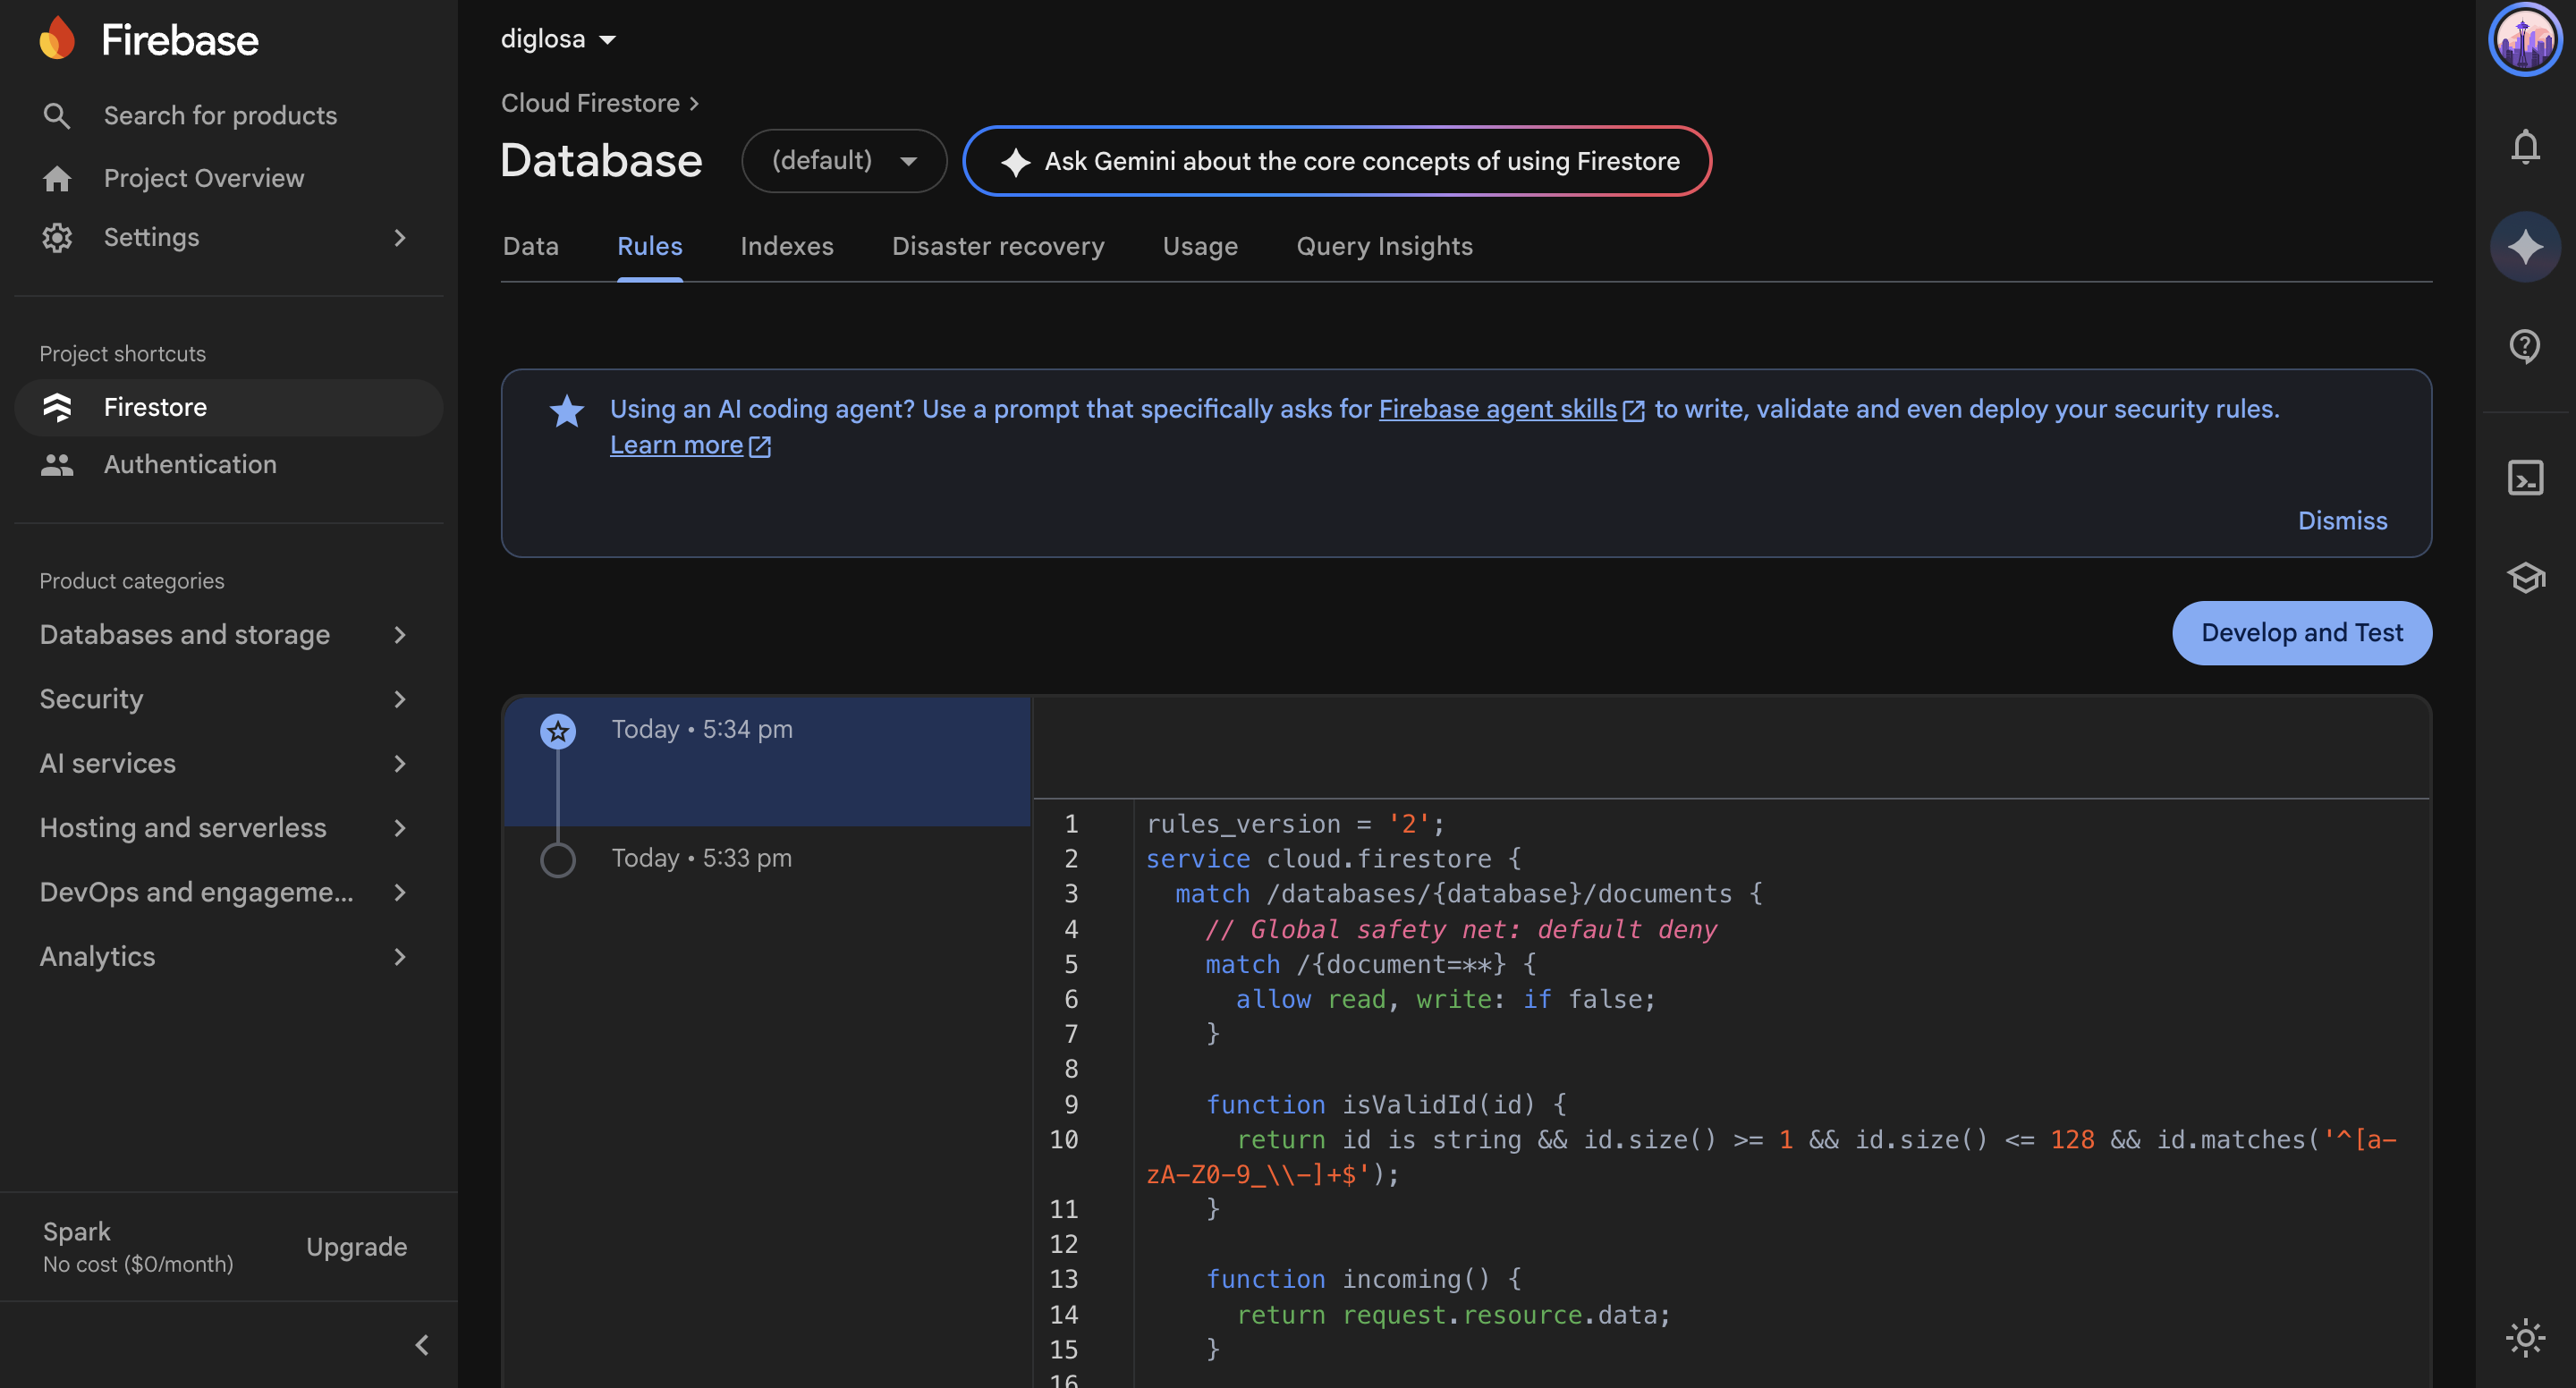 Firebase
Search for products
Project Overview
Settings
Project shortcuts
Firestore
Authentication
Product categories
Databases and storage
Security
AI services
Hosting and serverless
DevOps and engageme...
Analytics
Spark
No cost ($0/month)
Upgrade
diglosa
Cloud Firestore
Database
(default)
Ask Gemini about the core concepts of using Firestore
Data
Rules
Indexes
Disaster recovery
Usage
Query Insights
Using an AI coding agent? Use a prompt that specifically asks for Firebase agent skills to write, validate and even deploy your security rules.
Learn more
Dismiss
Develop and Test
Today • 5:34 pm
Today • 5:33 pm
1 rules_version = '2';
2 service cloud.firestore {
3   match /databases/{database}/documents {
4     // Global safety net: default deny
5     match /{document=**} {
6       allow read, write: if false;
7     }
8
9     function isValidId(id) {
10       return id is string && id.size() >= 1 && id.size() <= 128 && id.matches('^[a-
zA-Z0-9_\\-]+$');
11     }
12
13     function incoming() {
14       return request.resource.data;
15     }
16